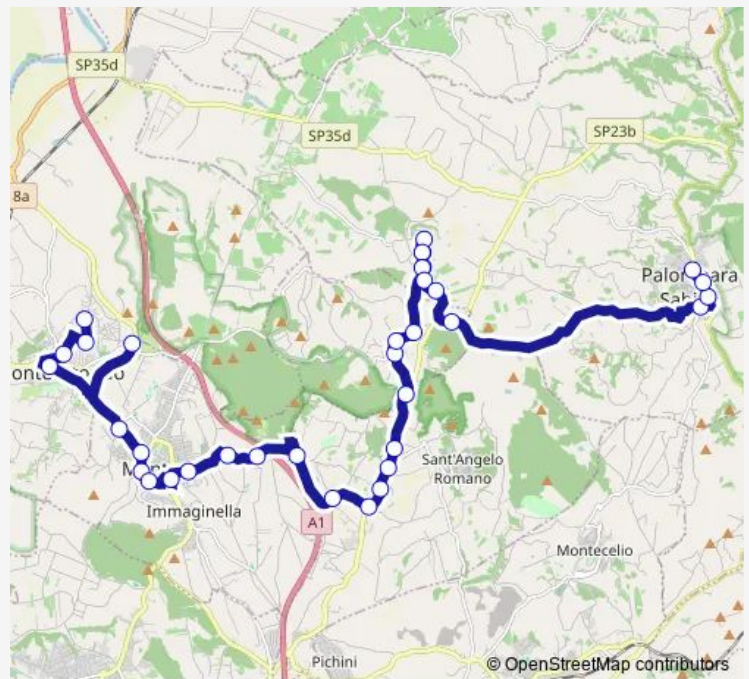 SP35d
SP35d
SP23b
8a
Sant'Angelo
Romano
Immaginella
A1
Montecelio
Pichini
© OpenStreetMap contributors